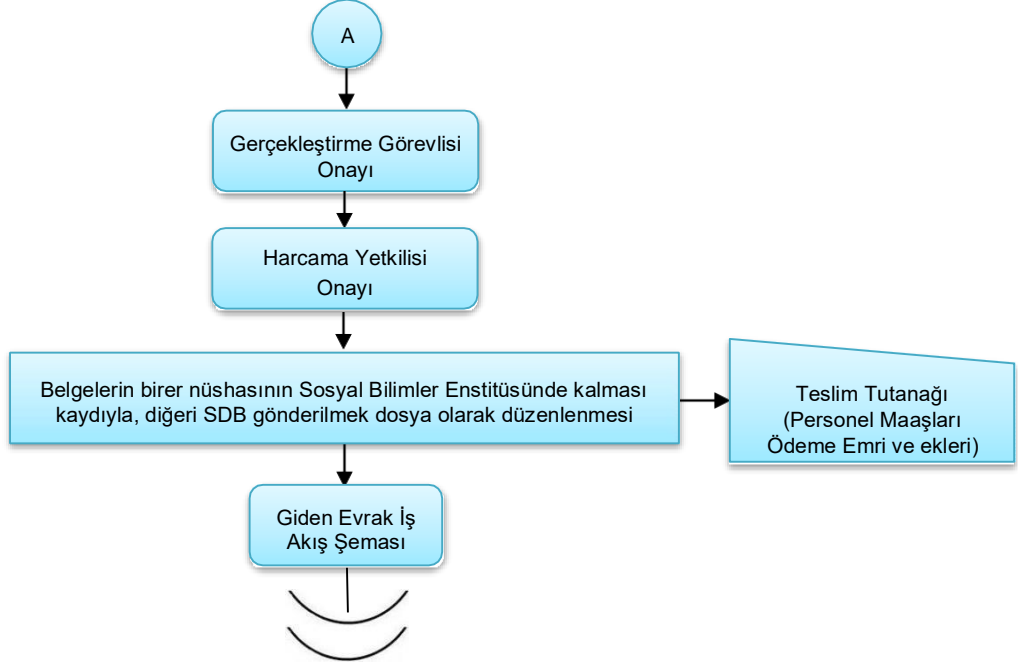 A
Gerçekleştirme Görevlisi
Onayı
Harcama Yetkilisi
Onayı
Belgelerin birer nüshasının Sosyal Bilimler Enstitüsünde kalması
kaydıyla, diğeri SDB gönderilmek dosya olarak düzenlenmesi
Teslim Tutanağı
(Personel Maaşları
Ödeme Emri ve ekleri)
Giden Evrak İş
Akış Şeması